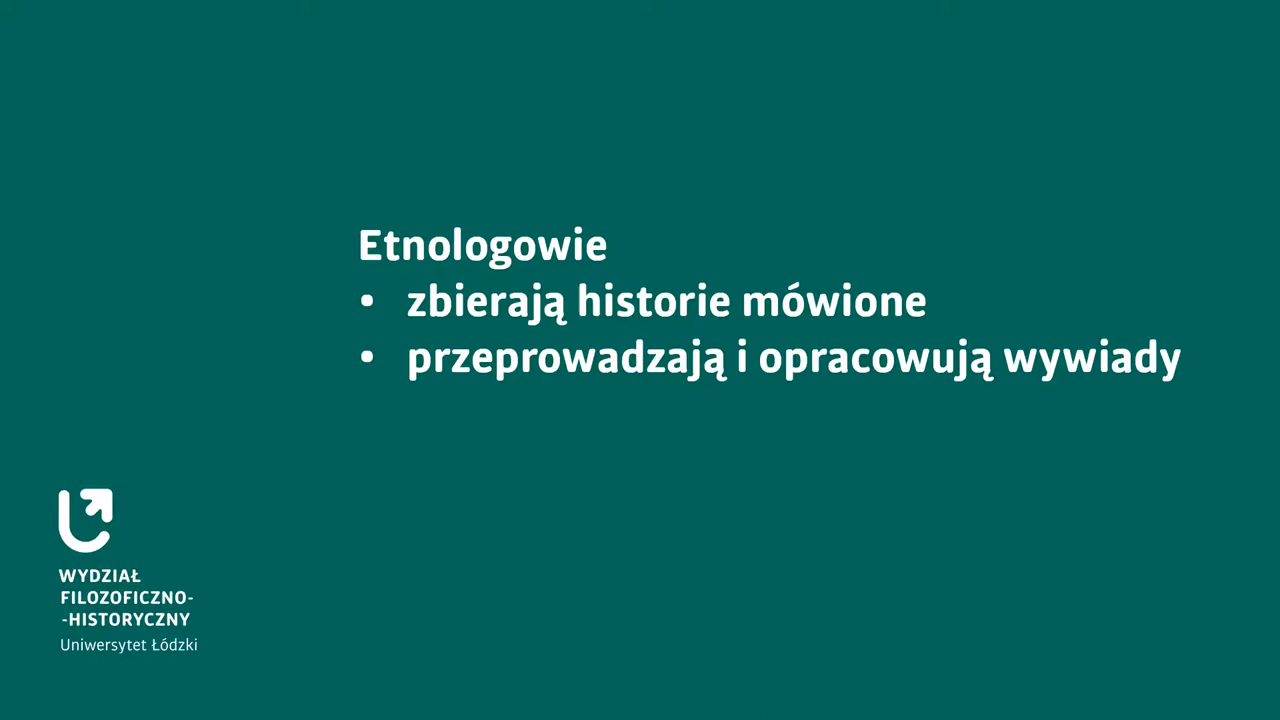 Etnologowie
• zbierają historie mówione
• przeprowadzają i opracowują wywiady
WYDZIAŁ
FILOZOFICZNO-
-HISTORYCZNY
Uniwersytet Łódzki